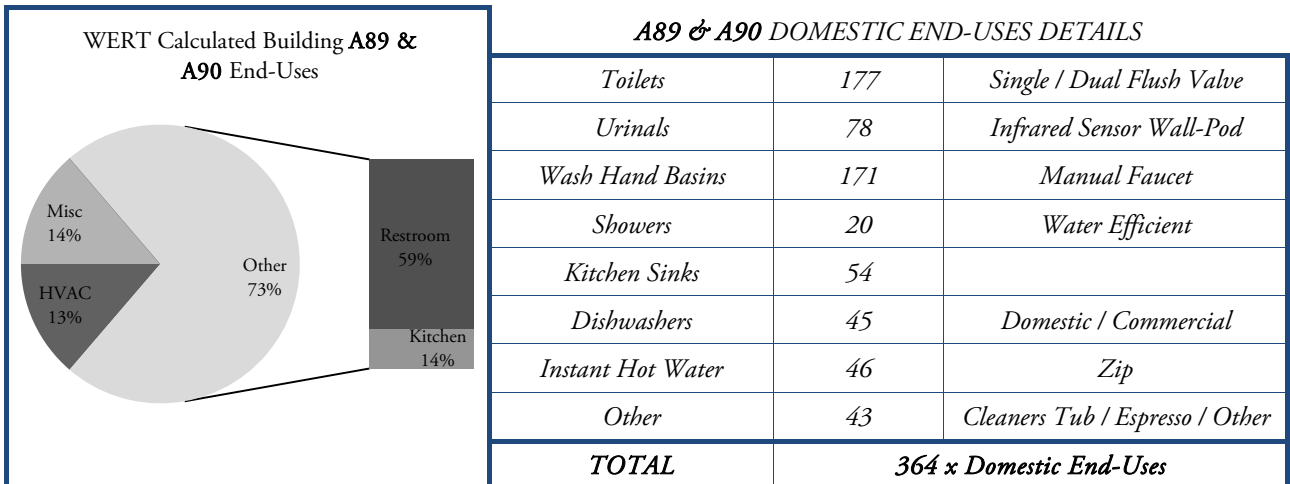 WERT Calculated Building A89 &
A90 End-Uses
Misc
14%
HVAC
13%
Other
73%
Restroom
59%
Kitchen
14%
A89 & A90 DOMESTIC END-USES DETAILS
Toilets 177 Single / Dual Flush Valve
Urinals 78 Infrared Sensor Wall-Pod
Wash Hand Basins 171 Manual Faucet
Showers 20 Water Efficient
Kitchen Sinks 54
Dishwashers 45 Domestic / Commercial
Instant Hot Water 46 Zip
Other 43 Cleaners Tub / Espresso / Other
TOTAL 364 x Domestic End-Uses